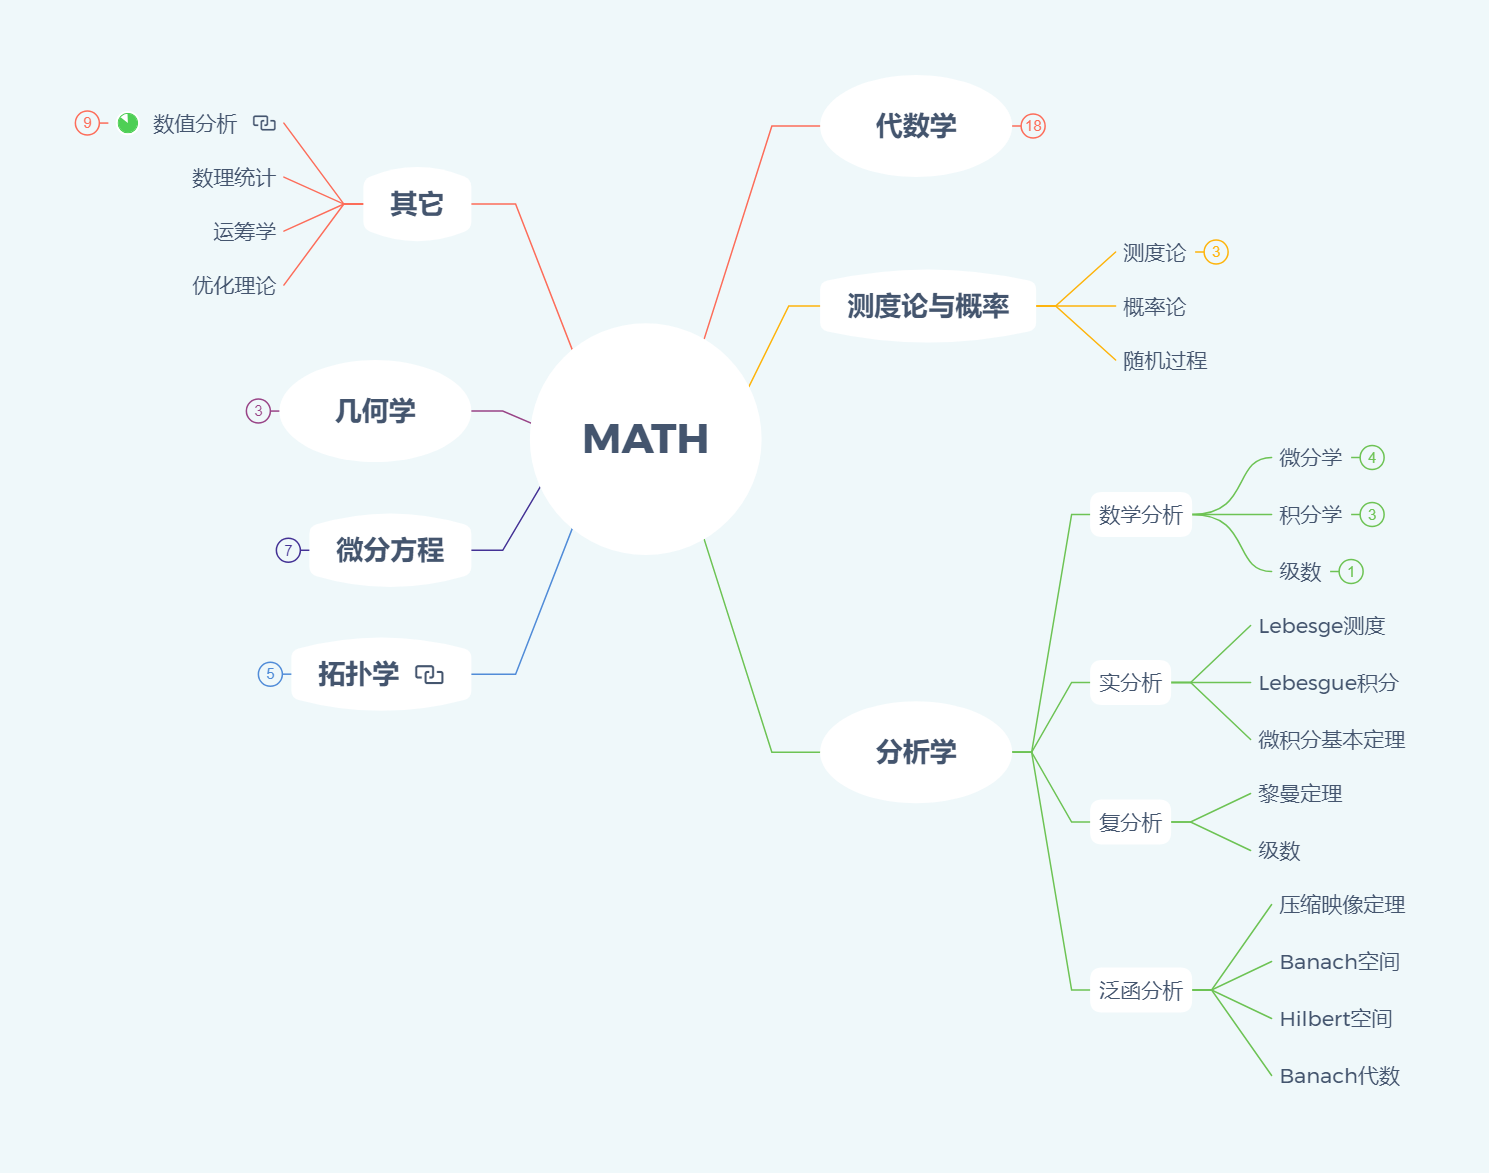 MATH
代数学
18
测度论与概率
测度论
3
概率论
随机过程
分析学
数学分析
微分学
4
积分学
3
级数
1
实分析
Lebesge测度
Lebesgue积分
微积分基本定理
复分析
黎曼定理
级数
泛函分析
压缩映像定理
Banach空间
Hilbert空间
Banach代数
其它
数值分析
9
数理统计
运筹学
优化理论
几何学
3
微分方程
7
拓扑学
5